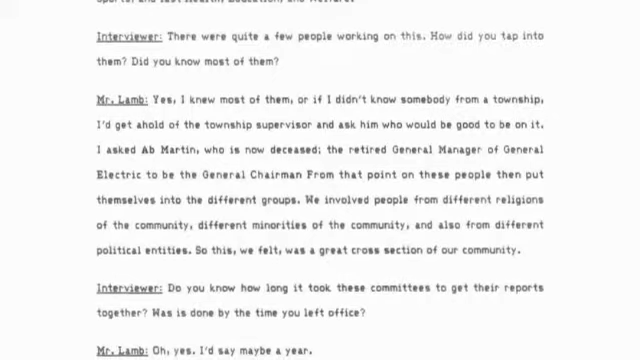 Sports, and last Health, Education, and Welfare.
Interviewer: There were quite a few people working on this. How did you tap into
them? Did you know most of them?
Mr. Lamb: Yes, I knew most of them, or if I didn't know somebody from a township,
I'd get ahold of the township supervisor and ask him who would be good to be on it.
I asked Ab Martin, who is now deceased; the retired General Manager of General
Electric to be the General Chairman From that point on these people then put
themselves into the different groups. We involved people from different religions
of the community, different minorities of the community, and also from different
political entities. So this, we felt, was a great cross section of our community.
Interviewer: Do you know how long it took these committees to get their reports
together? Was is done by the time you left office?
Mr. Lamb: Oh, yes. I'd say maybe a year.